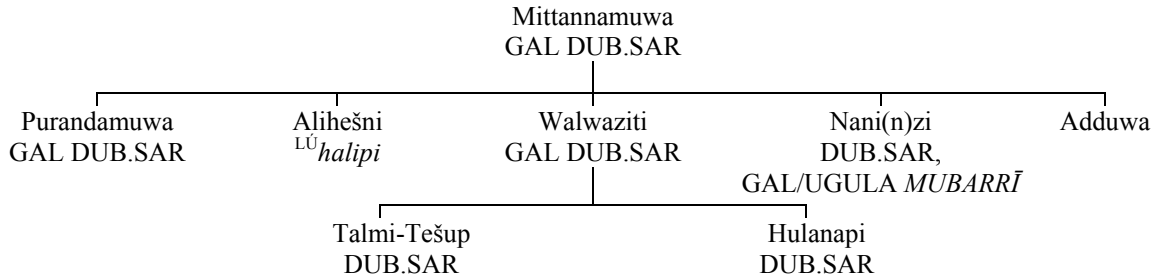 Mittannamuwa
GAL DUB.SAR
Purandamuwa Alihešni Walwaziti Nani(n)zi Adduwa
GAL DUB.SAR LÚhalipi GAL DUB.SAR DUB.SAR,
GAL/UGULA MUBARRĪ
Talmi-Tešup Hulanapi
DUB.SAR DUB.SAR